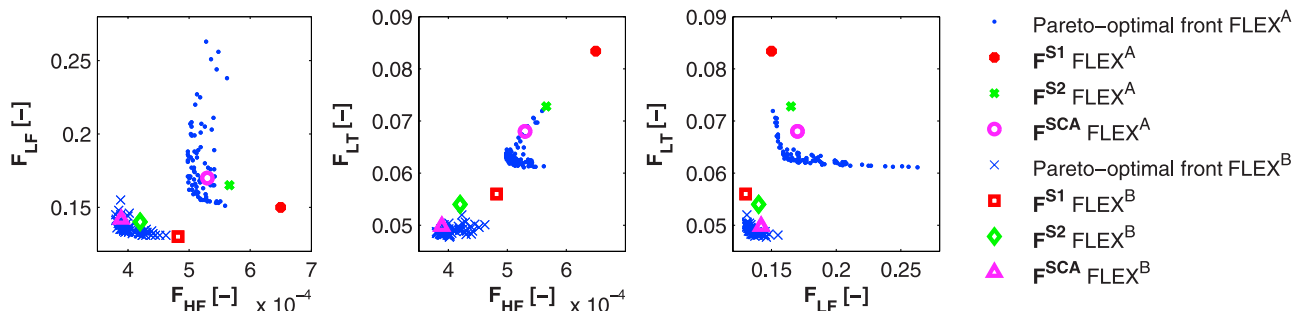 0.25
0.2
0.15
F_LF [-]
4 5 6 7
F_HF [-] x 10^-4
0.09
0.08
0.07
0.06
0.05
F_LT [-]
4 5 6
F_HF [-] x 10^-4
0.09
0.08
0.07
0.06
0.05
F_LT [-]
0.15 0.2 0.25
F_LF [-]
Pareto-optimal front FLEX^A
F^S1 FLEX^A
F^S2 FLEX^A
F^SCA FLEX^A
Pareto-optimal front FLEX^B
F^S1 FLEX^B
F^S2 FLEX^B
F^SCA FLEX^B